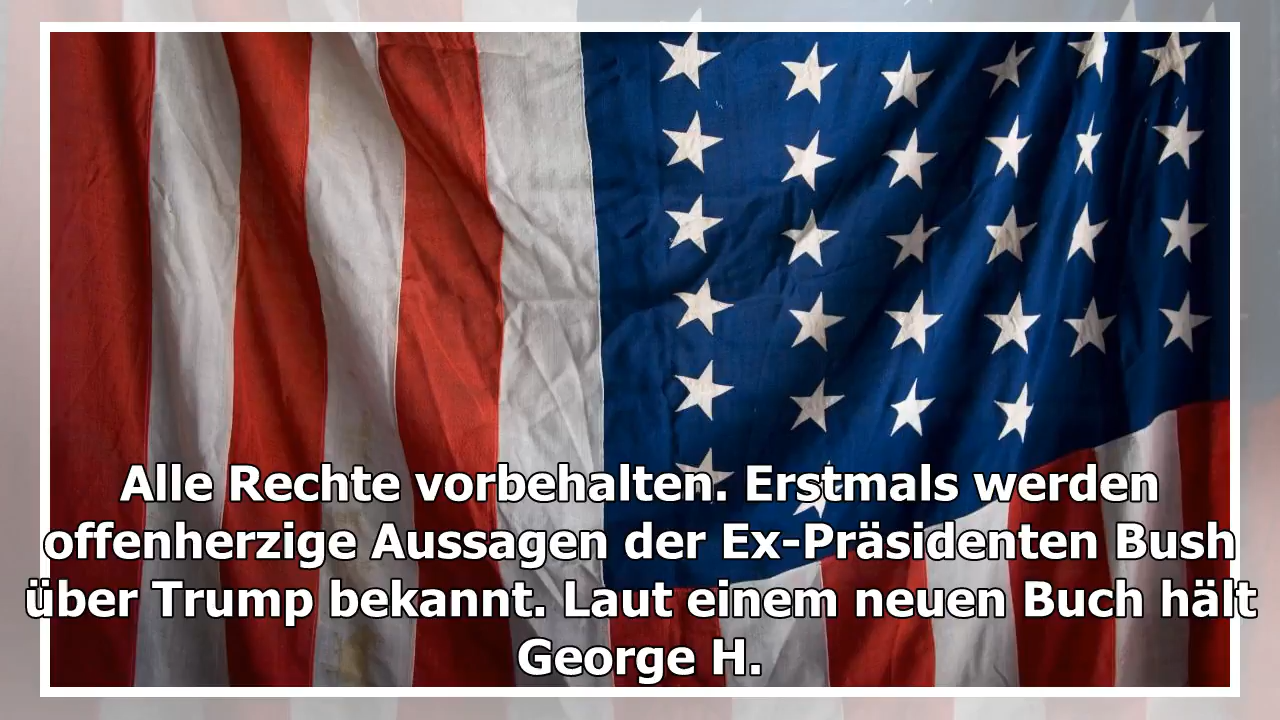 Alle Rechte vorbehalten. Erstmals werden
offenherzige Aussagen der Ex-Präsidenten Bush
über Trump bekannt. Laut einem neuen Buch hält
George H.